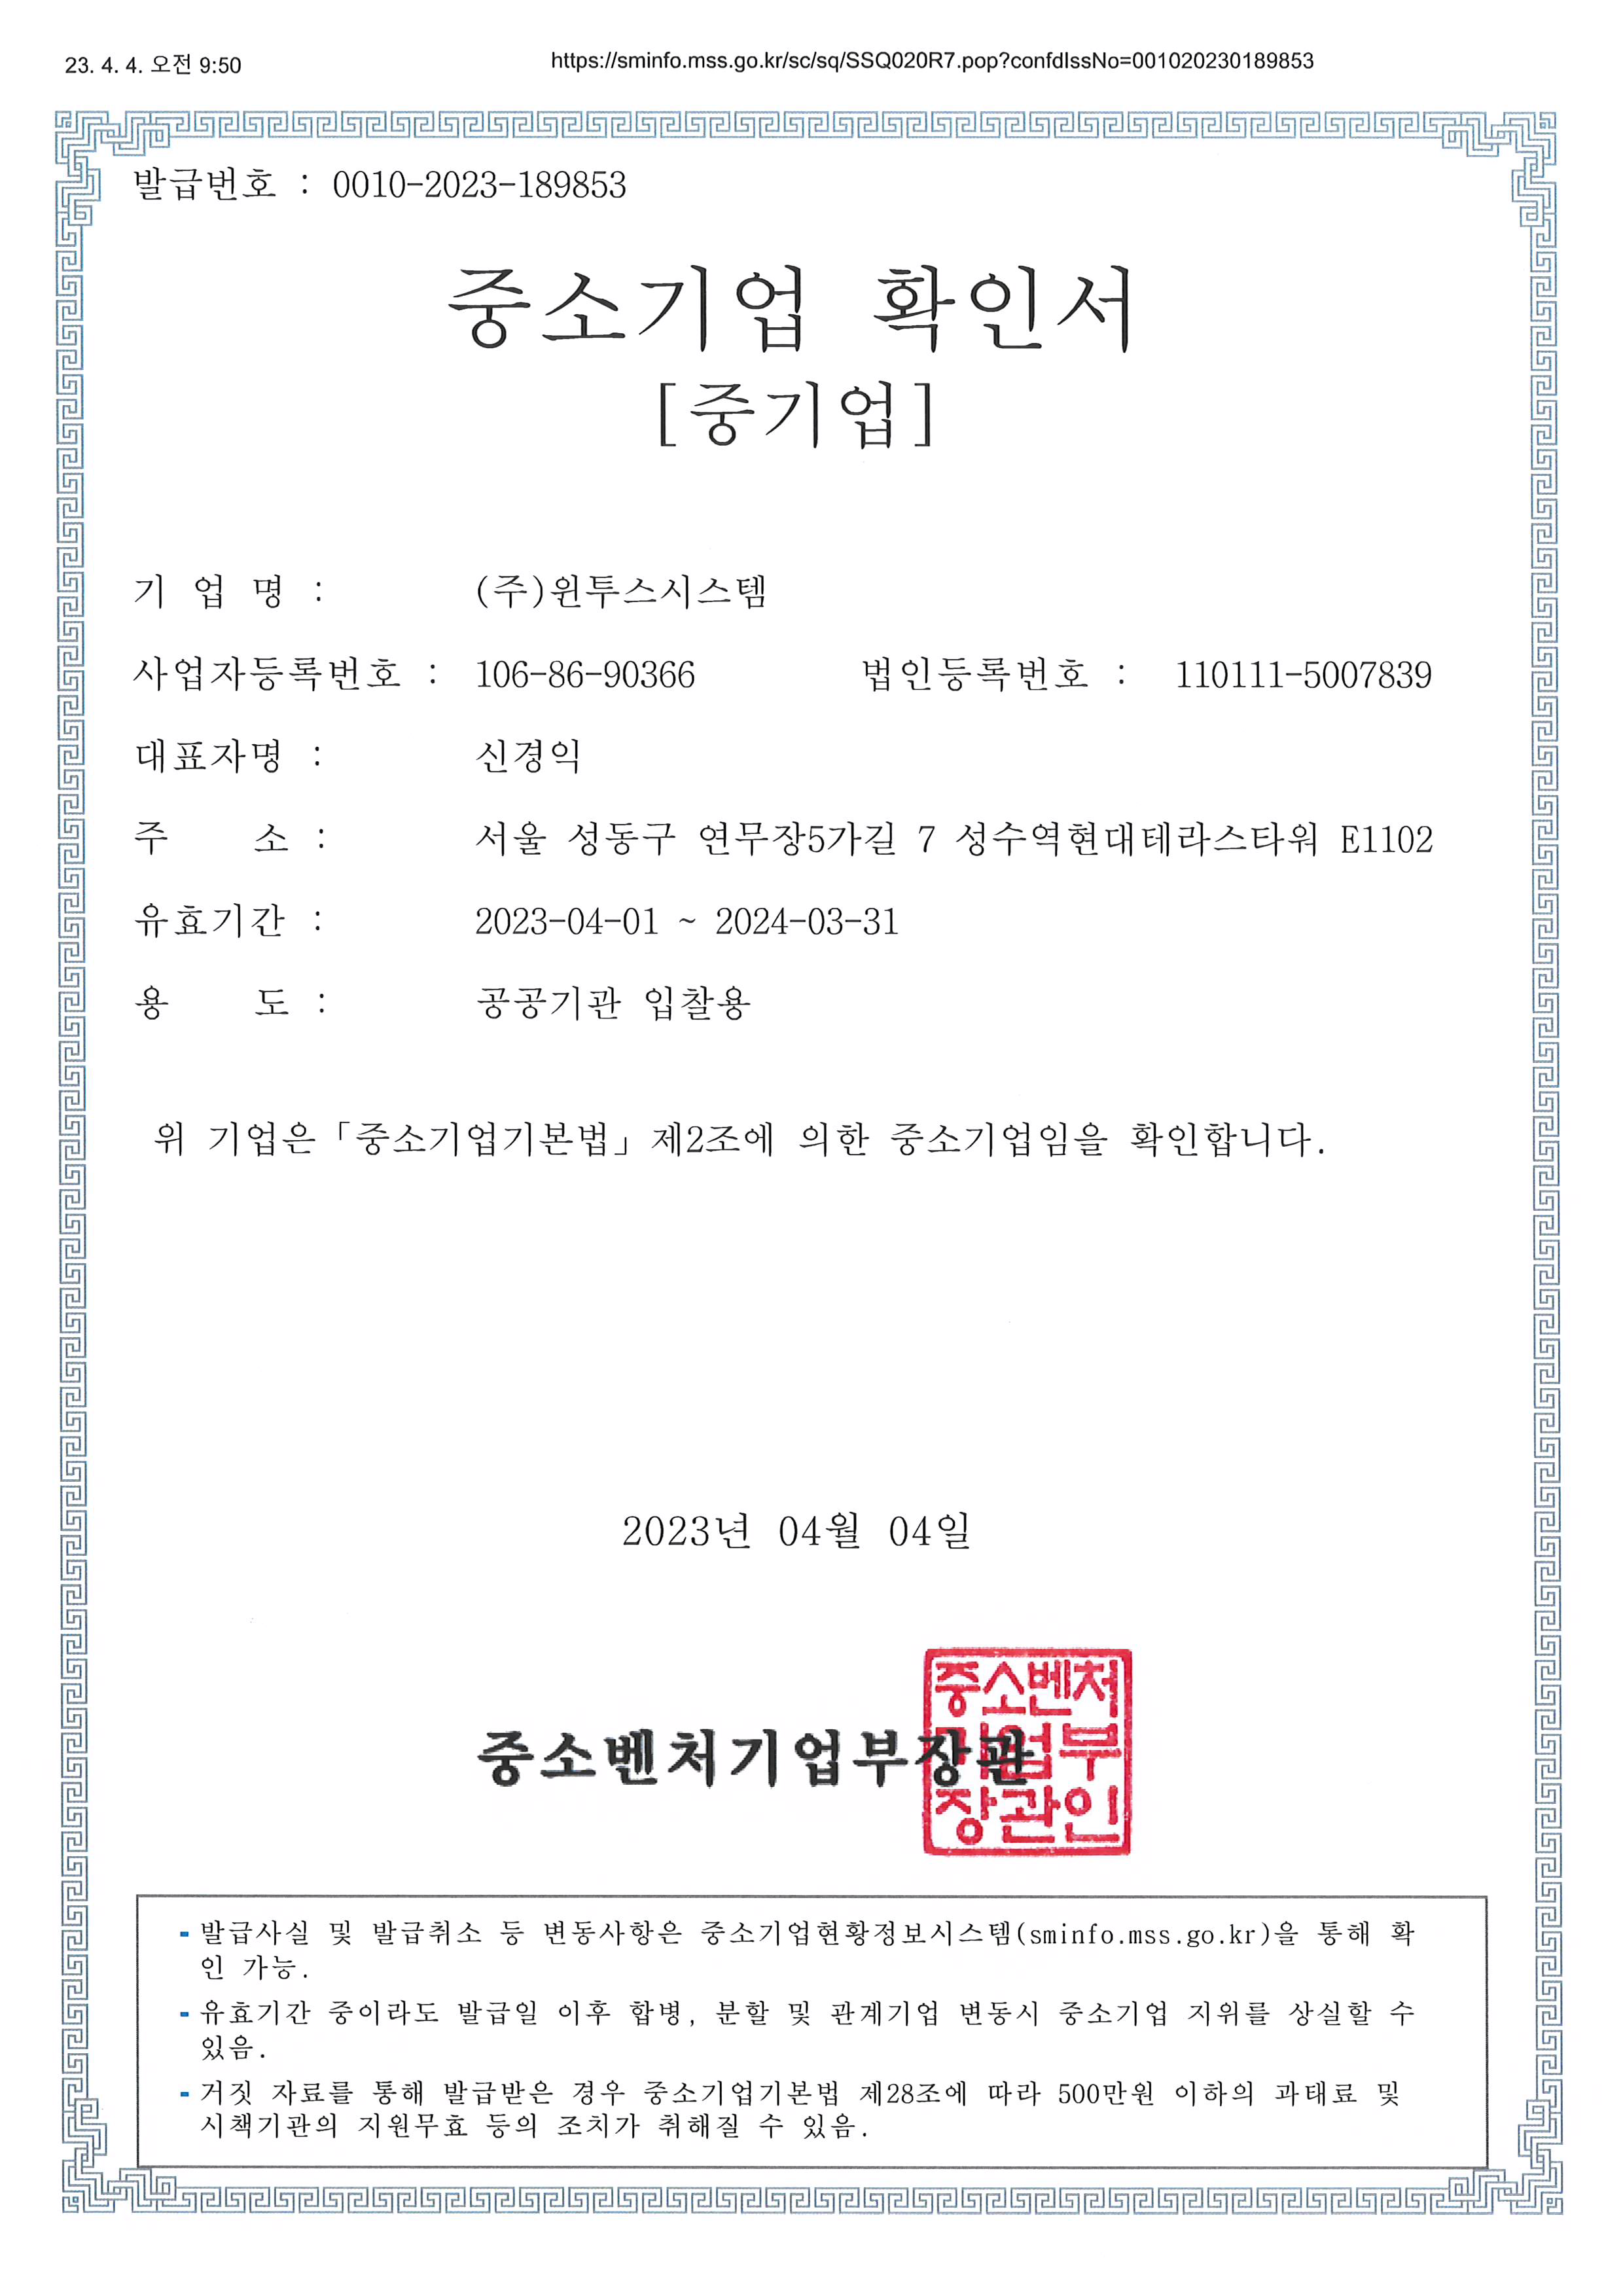 23. 4. 4. 오전 9:50
https://sminfo.mss.go.kr/sc/sq/SSQ020R7.pop?confdIssNo=001020230189853
발급번호 : 0010-2023-189853
중소기업 확인서
[중기업]
기 업 명 : (주)윈투스시스템
사업자등록번호 : 106-86-90366 법인등록번호 : 110111-5007839
대표자명 : 신경익
주 소 : 서울 성동구 연무장5가길 7 성수역현대테라스타워 E1102
유효기간 : 2023-04-01 ~ 2024-03-31
용 도 : 공공기관 입찰용
위 기업은「중소기업기본법」제2조에 의한 중소기업임을 확인합니다.
2023년 04월 04일
중소벤처기업부장관
중소벤처
기업부
장관인
- 발급사실 및 발급취소 등 변동사항은 중소기업현황정보시스템(sminfo.mss.go.kr)을 통해 확
인 가능.
- 유효기간 중이라도 발급일 이후 합병, 분할 및 관계기업 변동시 중소기업 지위를 상실할 수
있음.
- 거짓 자료를 통해 발급받은 경우 중소기업기본법 제28조에 따라 500만원 이하의 과태료 및
시책기관의 지원무효 등의 조치가 취해질 수 있음.